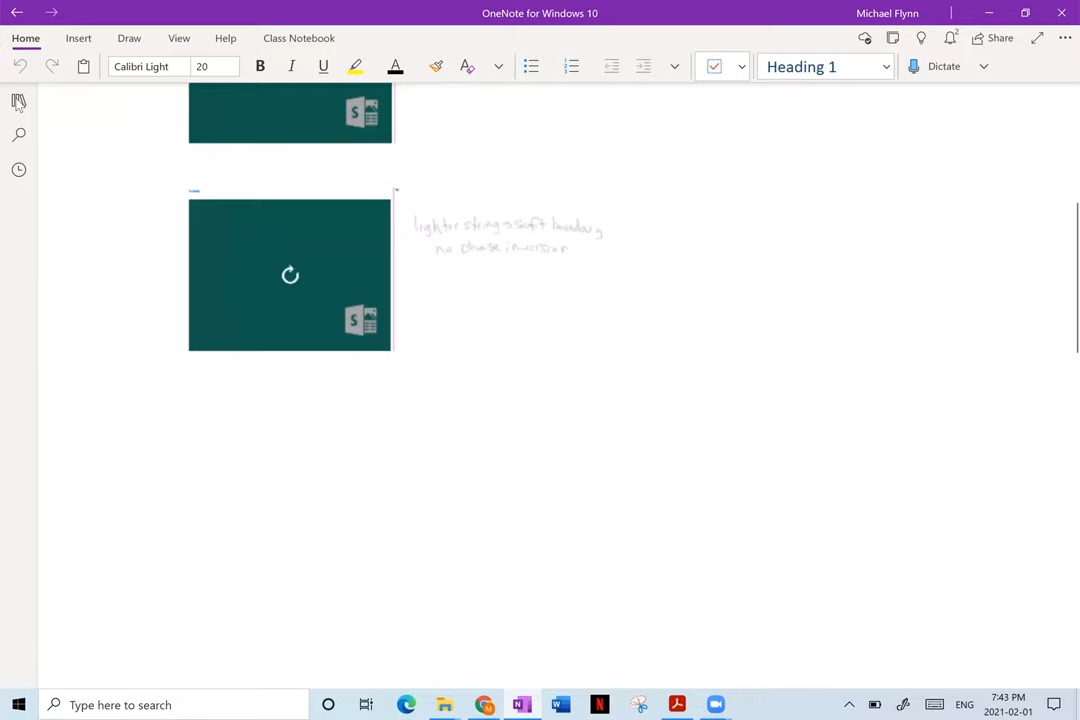 OneNote for Windows 10
Michael Flynn
Home
Insert
Draw
View
Help
Class Notebook
2
Share
Calibri Light
20
B
I
U
A
A
Heading 1
Dictate
S
lighter string → soft boundary
no phase inversion
S
Type here to search
W
N
ENG
7:43 PM
2021-02-01